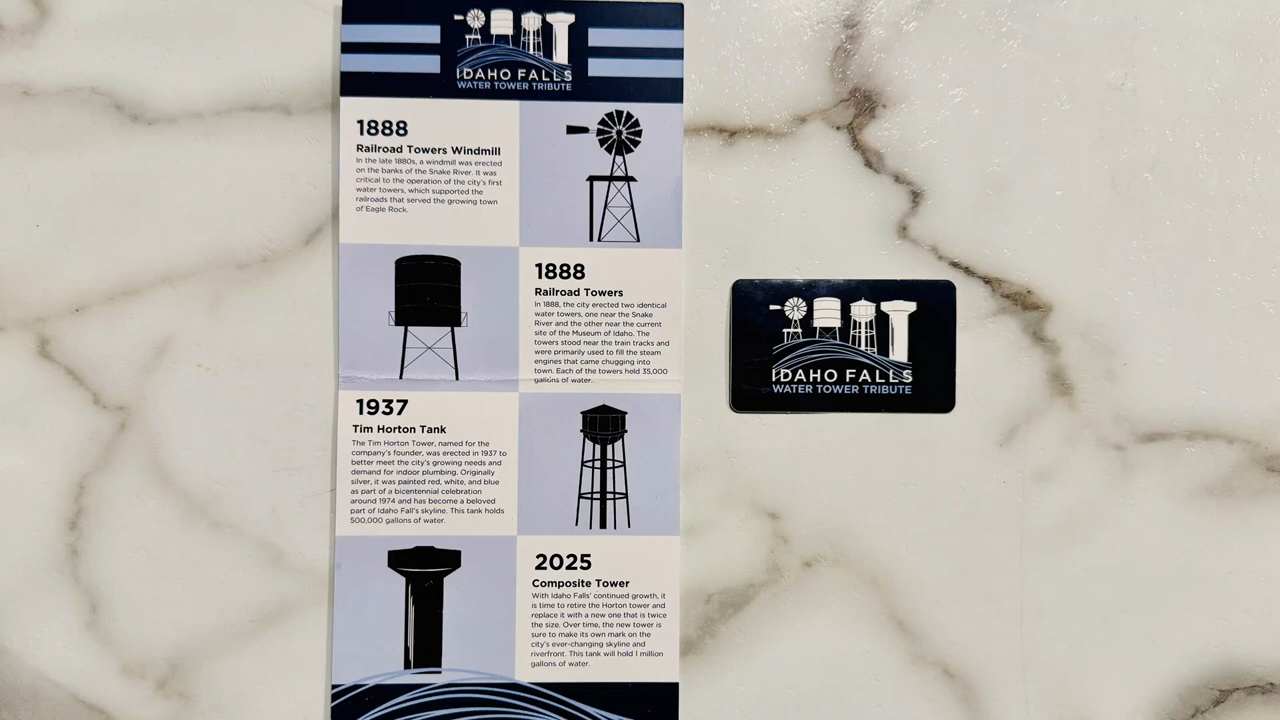 IDAHO FALLS
WATER TOWER TRIBUTE
1888
Railroad Towers Windmill
In the late 1880s, a windmill was erected
on the banks of the Snake River. It was
critical to the operation of the city's first
water towers, which supported the
railroads that served the growing town
of Eagle Rock.
1888
Railroad Towers
In 1888, the city erected two identical
water towers, one near the Snake
River and the other near the current
site of the Museum of Idaho. The
towers stood near the train tracks and
were primarily used to fill the steam
engines that came chugging into
town. Each of the towers held 35,000
gallons of water.
1937
Tim Horton Tank
The Tim Horton Tower, named for the
company's founder, was erected in 1937 to
better meet the city's growing needs and
demand for indoor plumbing. Originally
silver, it was painted red, white, and blue
as part of a bicentennial celebration
around 1974 and has become a beloved
part of Idaho Fall's skyline. This tank holds
500,000 gallons of water.
2025
Composite Tower
With Idaho Falls' continued growth, it
is time to retire the Horton tower and
replace it with a new one that is twice
the size. Over time, the new tower is
sure to make its own mark on the
city's ever-changing skyline and
riverfront. This tank will hold 1 million
gallons of water.
IDAHO FALLS
WATER TOWER TRIBUTE